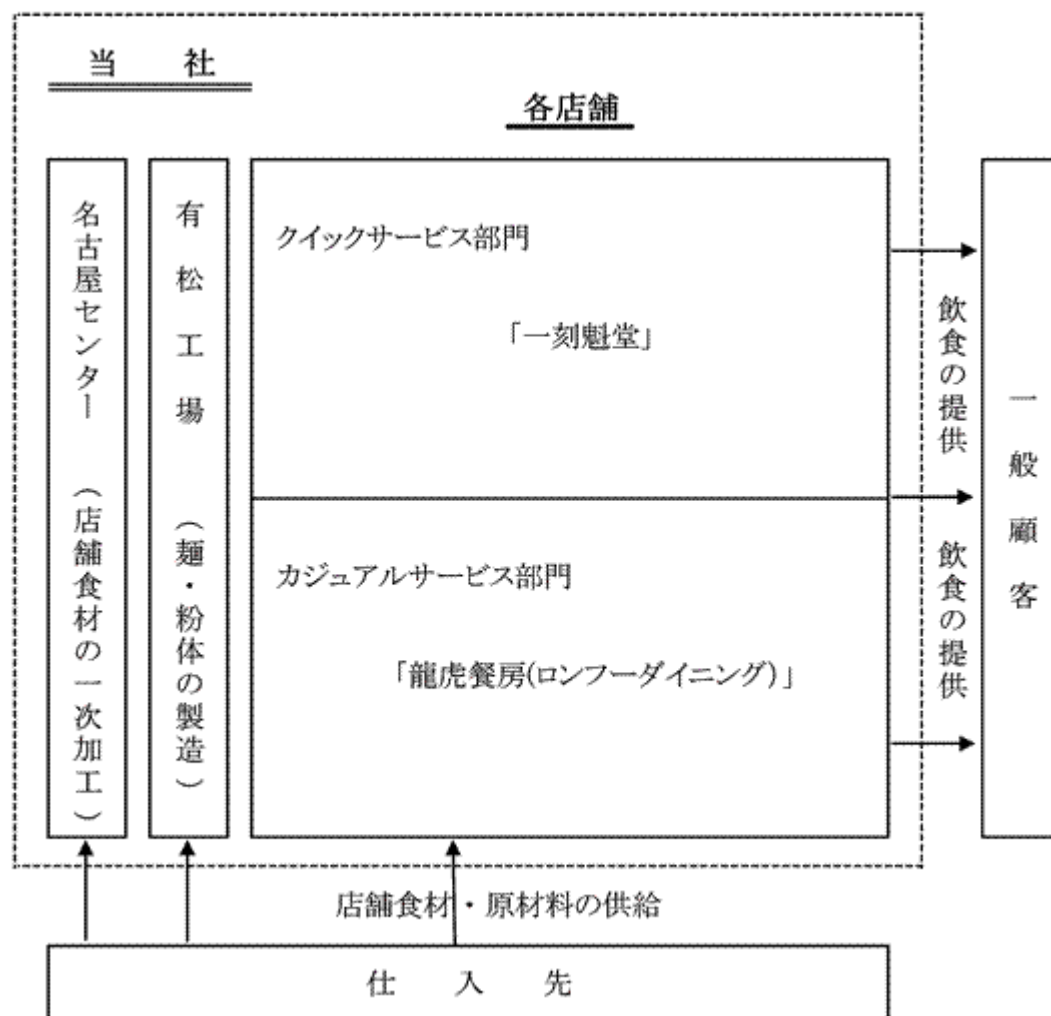 当　　社
各店舗
名古屋センター　（店舗食材の一次加工）
有　松　工　場　（麺・粉体の製造）
クイックサービス部門
「一刻魁堂」
カジュアルサービス部門
「龍虎餐房(ロンフーダイニング)」
飲食の提供
飲食の提供
一　般　顧　客
店舗食材・原材料の供給
仕　　入　　先